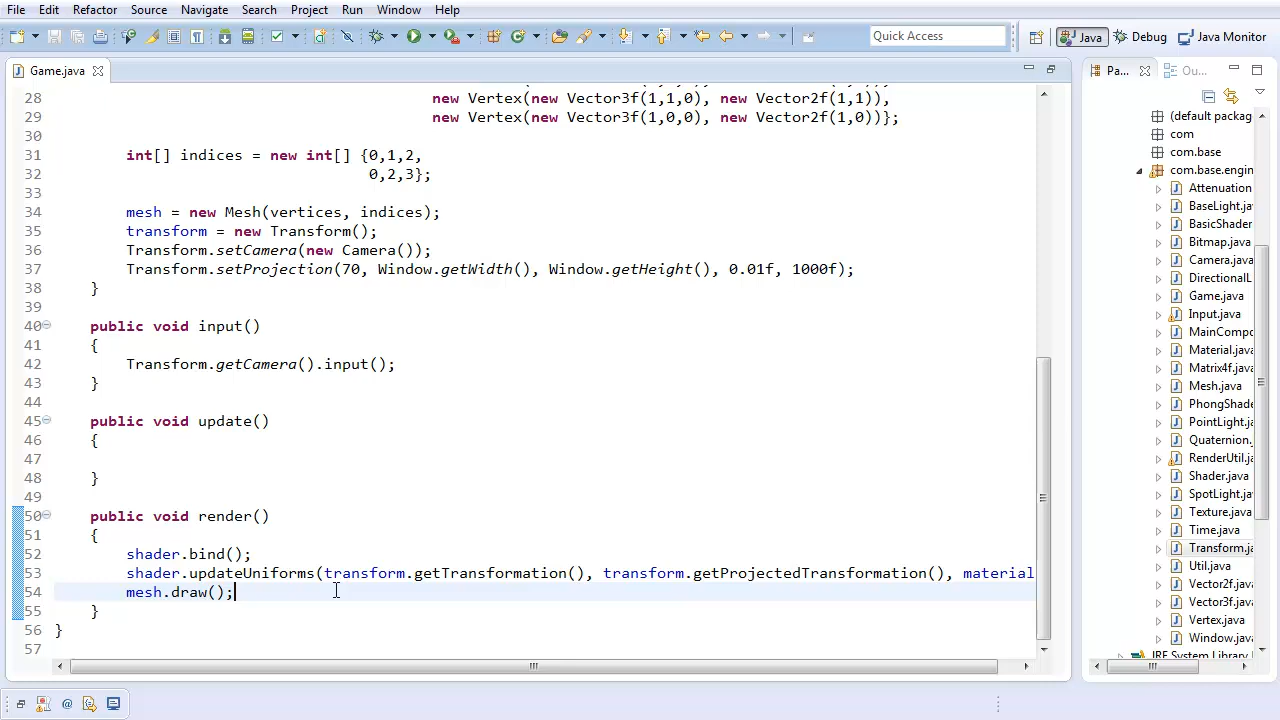 File Edit Refactor Source Navigate Search Project Run Window Help
Quick Access Java Debug Java Monitor
Game.java Pa... Ou...
28 new Vertex(new Vector3f(1,1,0), new Vector2f(1,1)),
29 new Vertex(new Vector3f(1,0,0), new Vector2f(1,0))};
30
31 int[] indices = new int[] {0,1,2,
32 0,2,3};
33
34 mesh = new Mesh(vertices, indices);
35 transform = new Transform();
36 Transform.setCamera(new Camera());
37 Transform.setProjection(70, Window.getWidth(), Window.getHeight(), 0.01f, 1000f);
38 }
39
40 public void input()
41 {
42 Transform.getCamera().input();
43 }
44
45 public void update()
46 {
47
48 }
49
50 public void render()
51 {
52 shader.bind();
53 shader.updateUniforms(transform.getTransformation(), transform.getProjectedTransformation(), material
54 mesh.draw();
55 }
56 }
57
(default packag
com
com.base
com.base.engin
Attenuation
BaseLight.jav
BasicShader
Bitmap.java
Camera.java
DirectionalL
Game.java
Input.java
MainCompo
Material.java
Matrix4f.java
Mesh.java
PhongShade
PointLight.ja
Quaternion.
RenderUtil.ja
Shader.java
SpotLight.ja
Texture.java
Time.java
Transform.ja
Util.java
Vector2f.java
Vector3f.java
Vertex.java
Window.java
JRE System Library